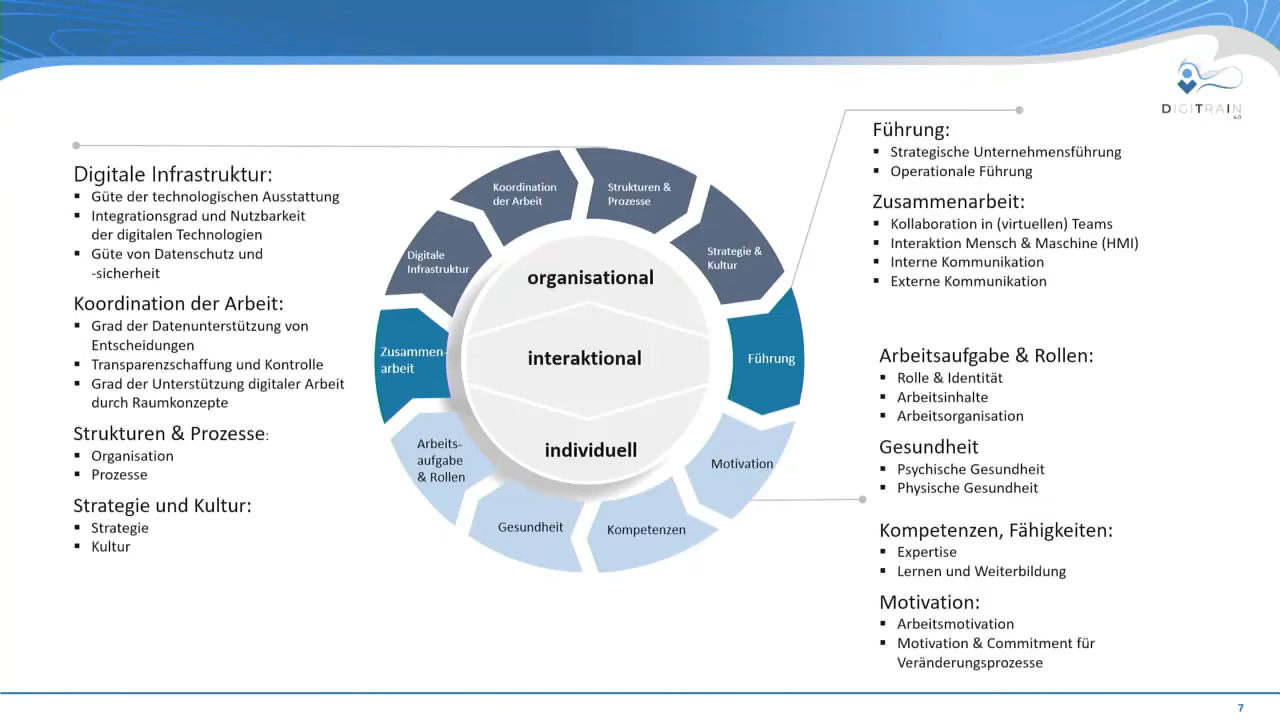 DIGITRAIN
4.0
Digitale Infrastruktur:
▪ Güte der technologischen Ausstattung
▪ Integrationsgrad und Nutzbarkeit
der digitalen Technologien
▪ Güte von Datenschutz und
-sicherheit
Koordination der Arbeit:
▪ Grad der Datenunterstützung von
Entscheidungen
▪ Transparenzschaffung und Kontrolle
▪ Grad der Unterstützung digitaler Arbeit
durch Raumkonzepte
Strukturen & Prozesse:
▪ Organisation
▪ Prozesse
Strategie und Kultur:
▪ Strategie
▪ Kultur
Koordination
der Arbeit
Strukturen &
Prozesse
Strategie &
Kultur
Digitale
Infrastruktur
Zusammen-
arbeit
Führung
Arbeits-
aufgabe
& Rollen
Gesundheit
Kompetenzen
Motivation
organisational
interaktional
individuell
Führung:
▪ Strategische Unternehmensführung
▪ Operationale Führung
Zusammenarbeit:
▪ Kollaboration in (virtuellen) Teams
▪ Interaktion Mensch & Maschine (HMI)
▪ Interne Kommunikation
▪ Externe Kommunikation
Arbeitsaufgabe & Rollen:
▪ Rolle & Identität
▪ Arbeitsinhalte
▪ Arbeitsorganisation
Gesundheit
▪ Psychische Gesundheit
▪ Physische Gesundheit
Kompetenzen, Fähigkeiten:
▪ Expertise
▪ Lernen und Weiterbildung
Motivation:
▪ Arbeitsmotivation
▪ Motivation & Commitment für
Veränderungsprozesse
7